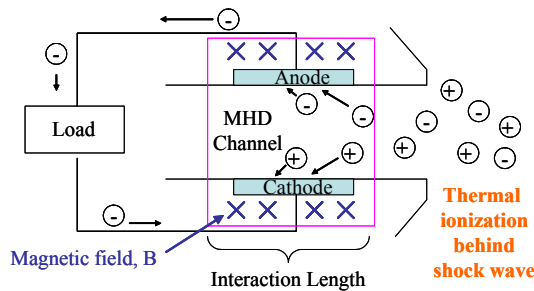 Anode
Load
MHD
Channel
Cathode
Magnetic field, B
Interaction Length
Thermal
ionization
behind
shock wave